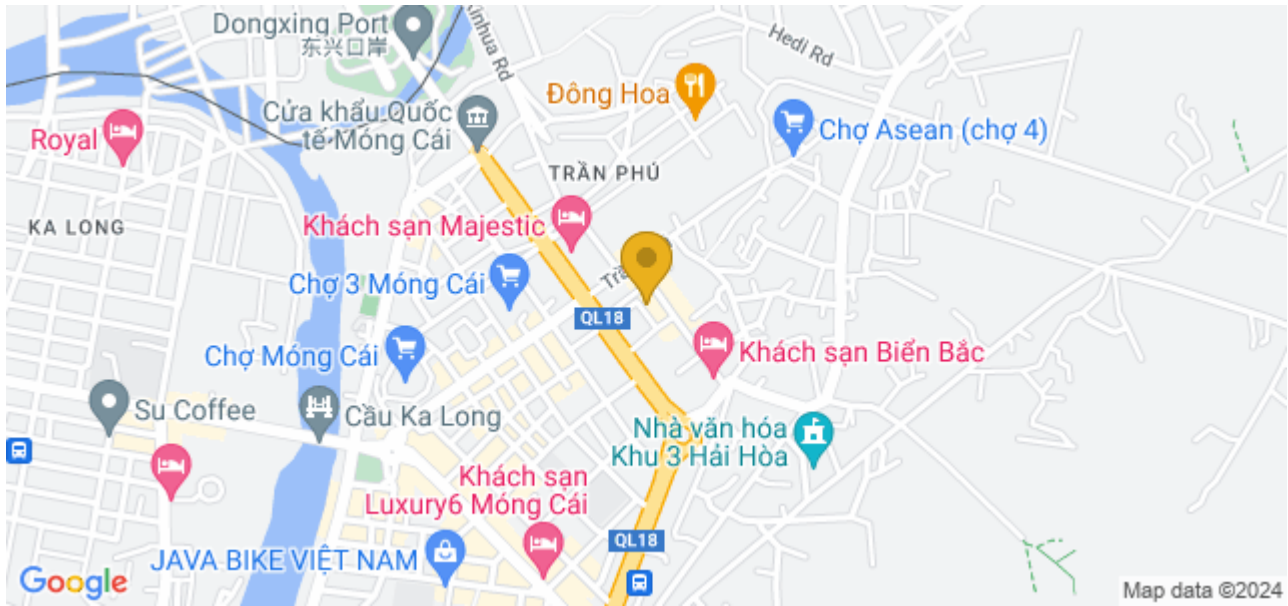 Dongxing Port
东兴口岸
Xinhua Rd
Hedi Rd
Đông Hoa
Cửa khẩu Quốc
tế Móng Cái
Chợ Asean (chợ 4)
Royal
TRẦN PHÚ
KA LONG
Khách sạn Majestic
Chợ 3 Móng Cái
QL18
Chợ Móng Cái
Khách sạn Biển Bắc
Su Coffee
Cầu Ka Long
Nhà văn hóa
Khu 3 Hải Hòa
Khách sạn
Luxury6 Móng Cái
QL18
JAVA BIKE VIỆT NAM
Google
Map data ©2024